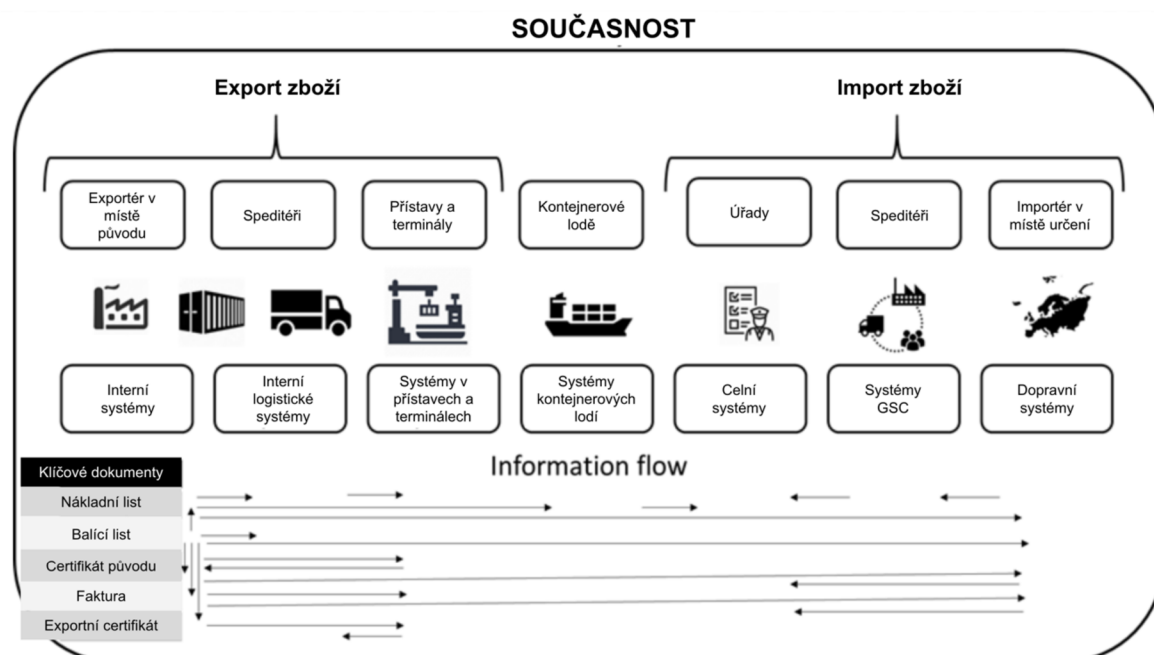 SOUČASNOST
Export zboží
Import zboží
Exportér v
místě
původu
Speditéři
Přístavy a
terminály
Kontejnerové
lodě
Úřady
Speditéři
Importér v
místě určení
Interní
systémy
Interní
logistické
systémy
Systémy v
přístavech a
terminálech
Systémy
kontejnerových
lodí
Celní
systémy
Systémy
GSC
Dopravní
systémy
Klíčové dokumenty
Information flow
Nákladní list
Balící list
Certifikát původu
Faktura
Exportní certifikát